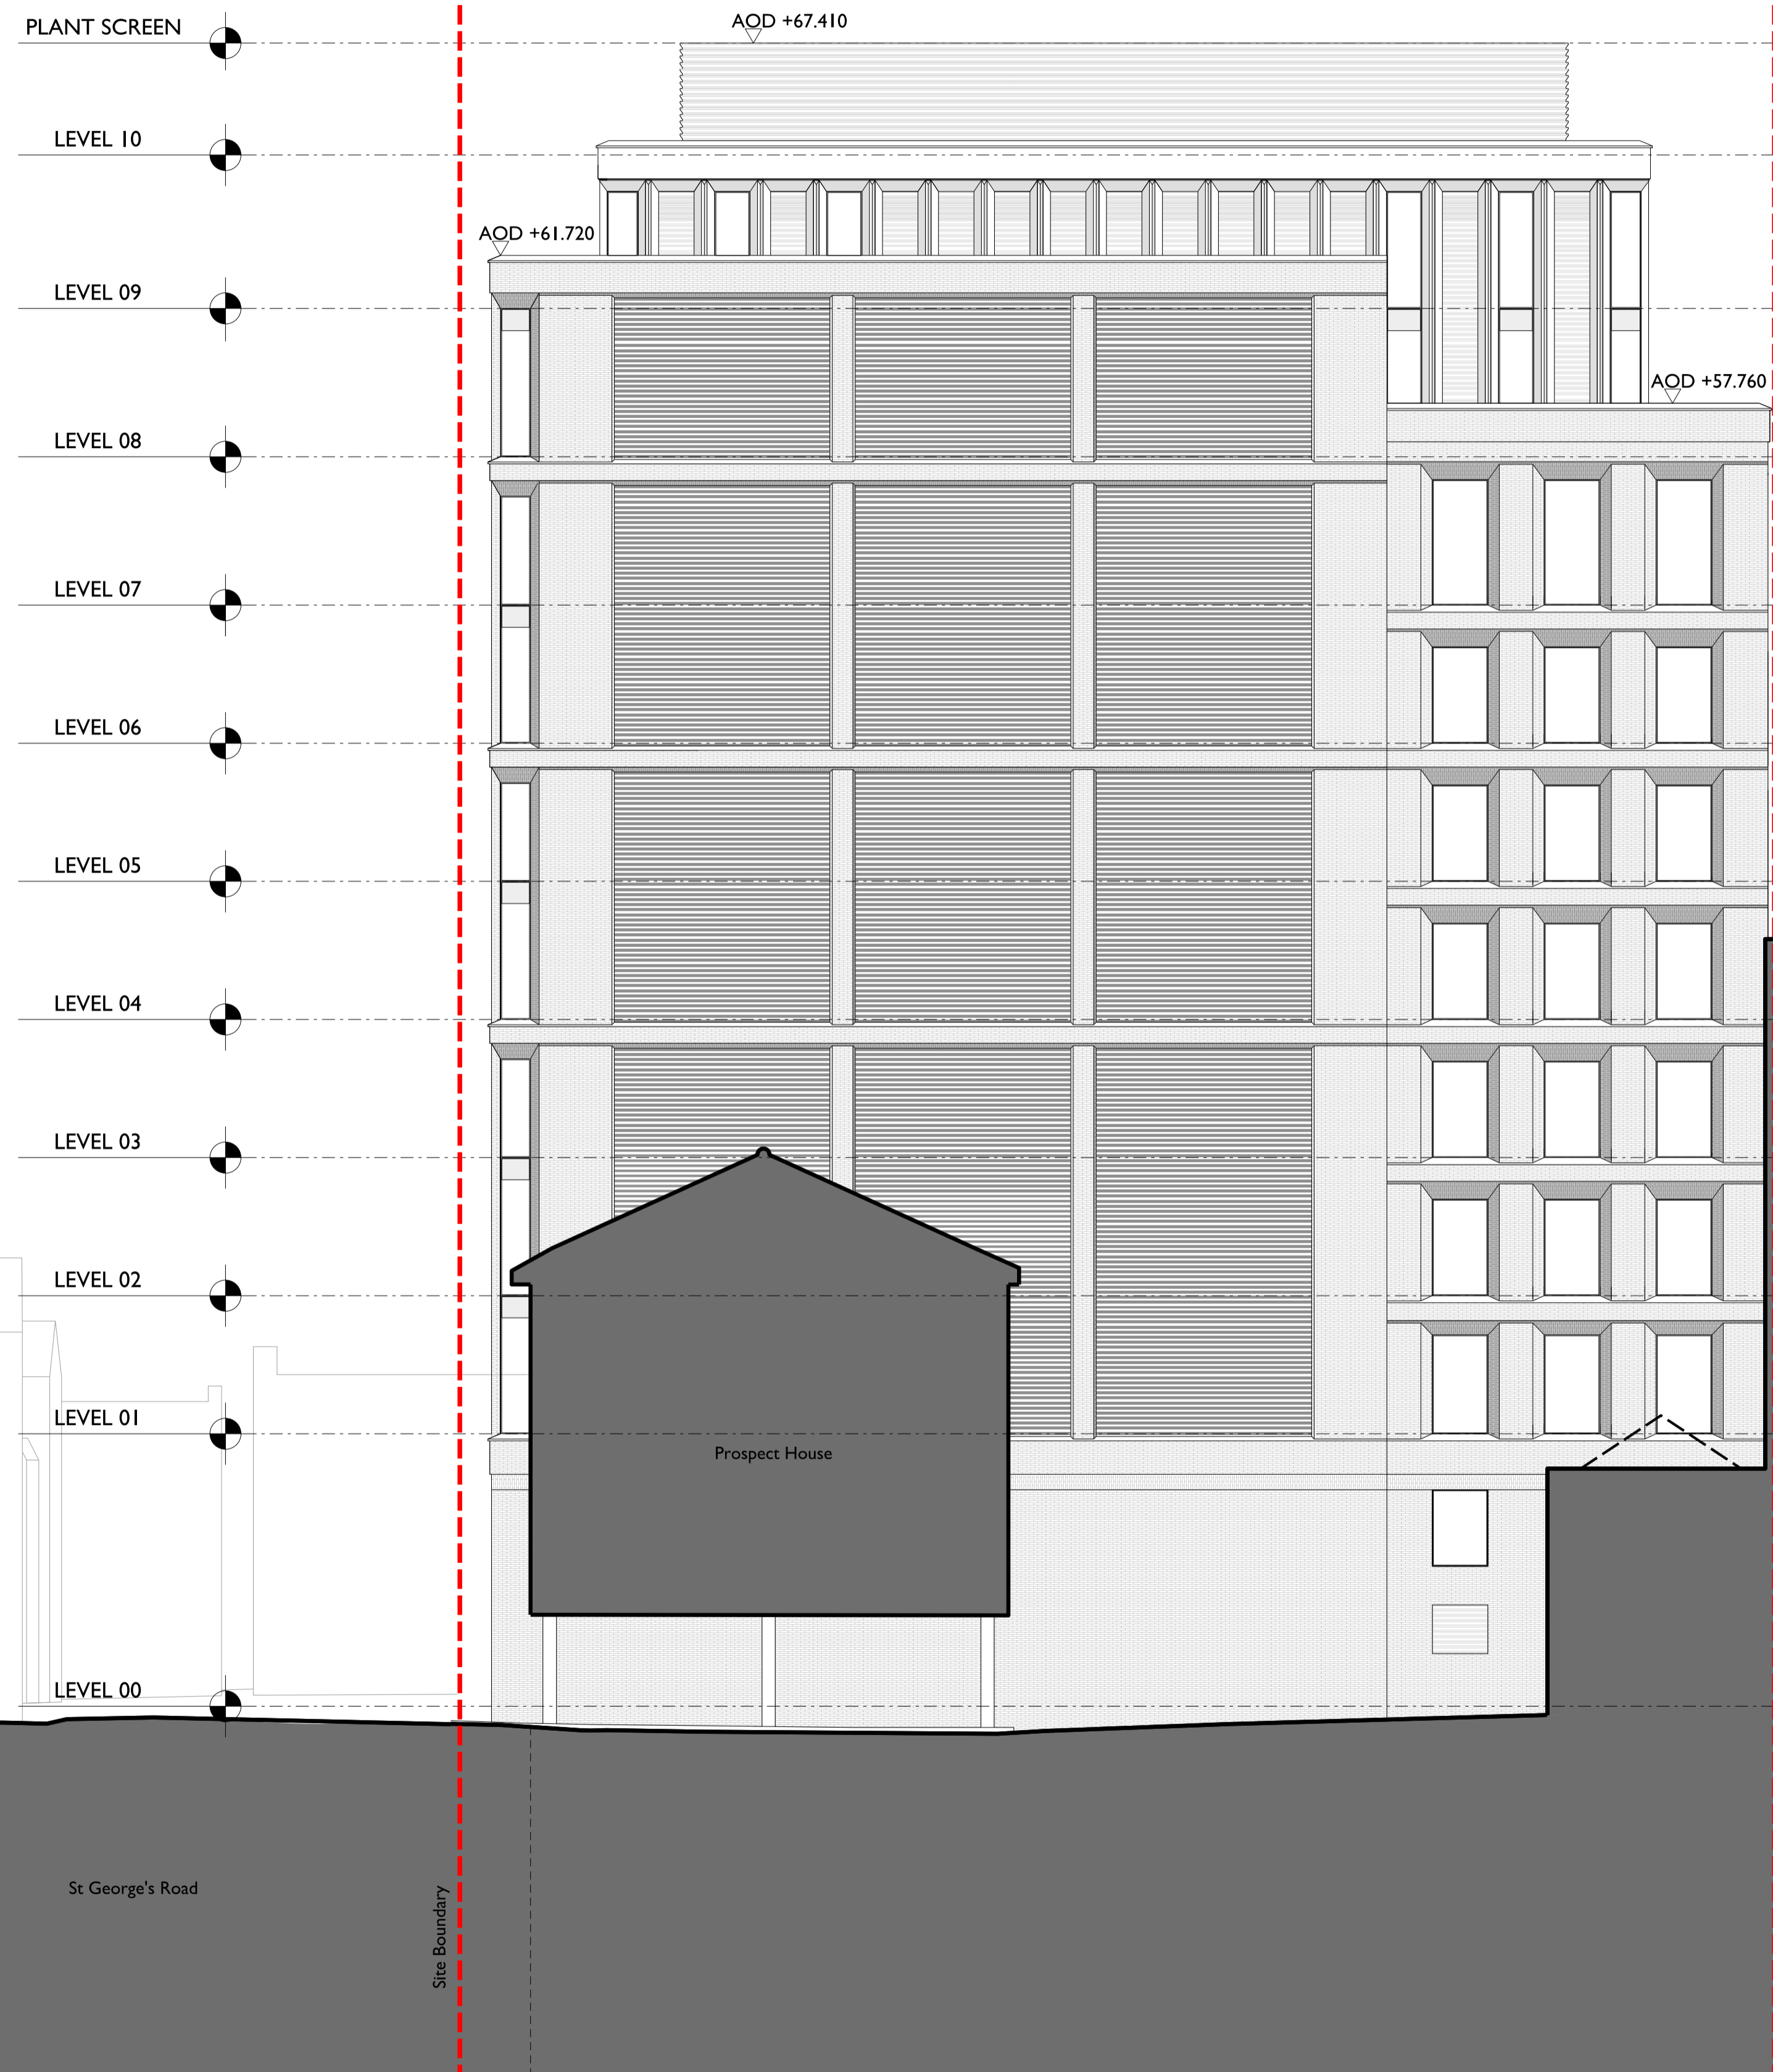 PLANT SCREEN
AOD +67.410
LEVEL 10
AOD +61.720
LEVEL 09
AOD +57.760
LEVEL 08
LEVEL 07
LEVEL 06
LEVEL 05
LEVEL 04
LEVEL 03
LEVEL 02
LEVEL 01
Prospect House
LEVEL 00
St George's Road
Site Boundary